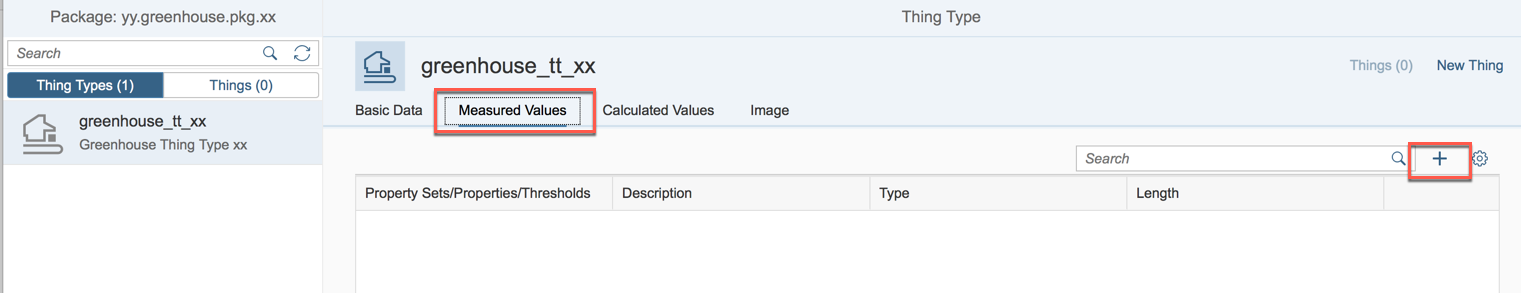 Package: yy.greenhouse.pkg.xx
Search
Thing Types (1)
Things (0)
greenhouse_tt_xx
Greenhouse Thing Type xx
Thing Type
greenhouse_tt_xx
Things (0)
New Thing
Basic Data
Measured Values
Calculated Values
Image
Search
Property Sets/Properties/Thresholds
Description
Type
Length